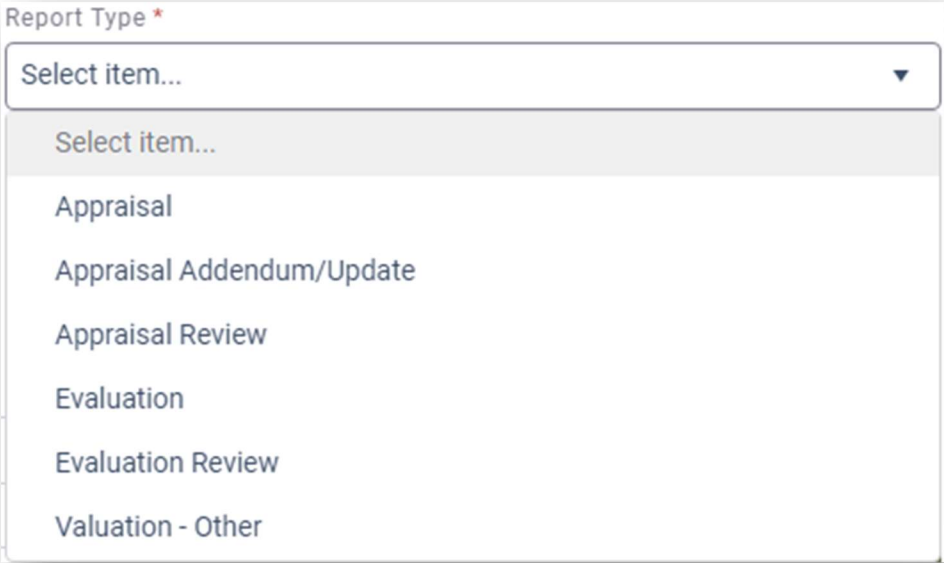 Report Type *
Select item...
Select item...
Appraisal
Appraisal Addendum/Update
Appraisal Review
Evaluation
Evaluation Review
Valuation - Other